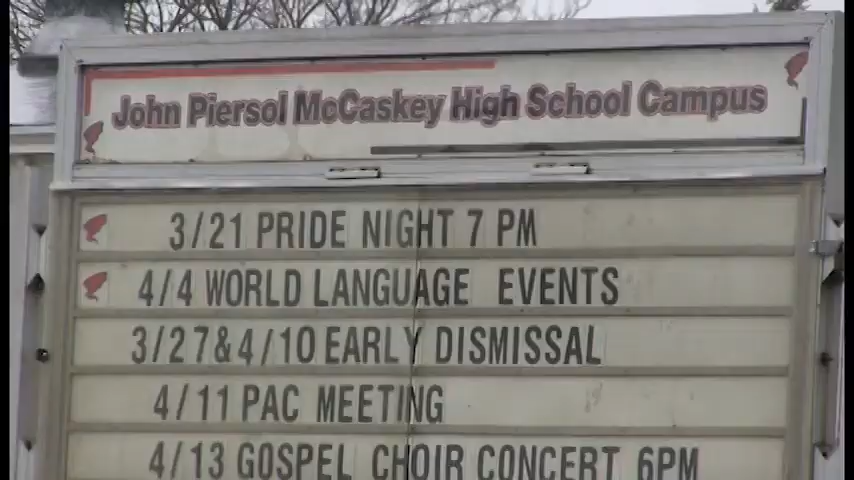 John Piersol McCaskey High School Campus
3/21 PRIDE NIGHT 7 PM
4/4 WORLD LANGUAGE EVENTS
3/27&4/10 EARLY DISMISSAL
4/11 PAC MEETING
4/13 GOSPEL CHOIR CONCERT 6PM